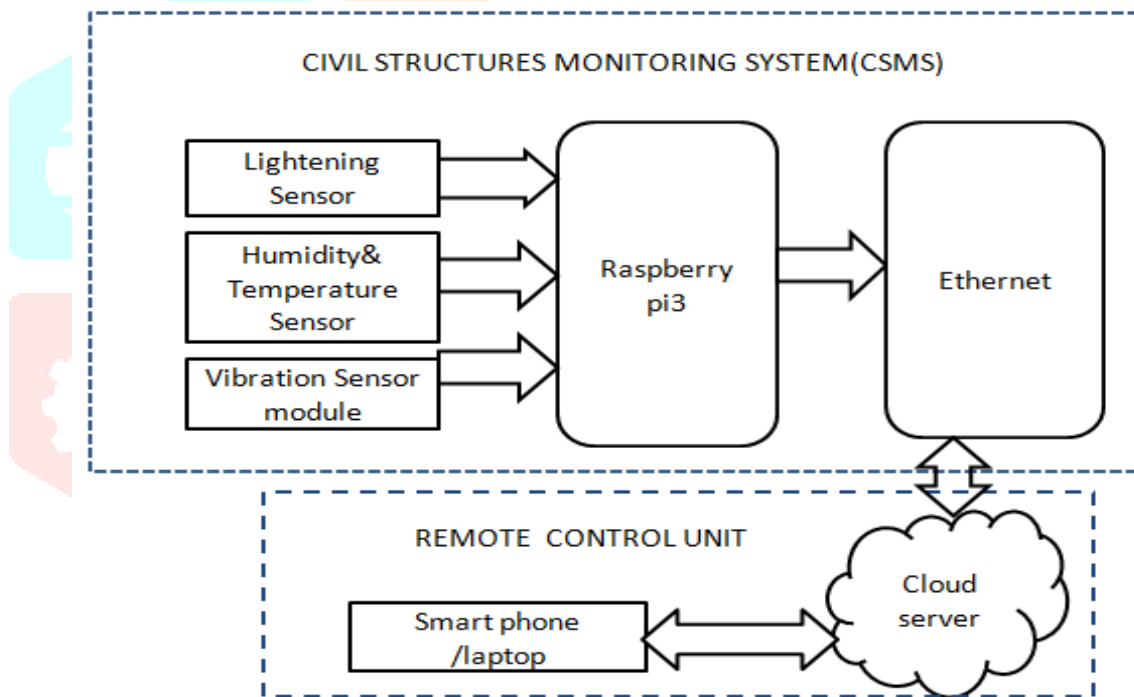 CIVIL STRUCTURES MONITORING SYSTEM(CSMS)
Lightening
Sensor
Humidity&
Temperature
Sensor
Vibration Sensor
module
Raspberry
pi3
Ethernet
REMOTE CONTROL UNIT
Smart phone
/laptop
Cloud
server